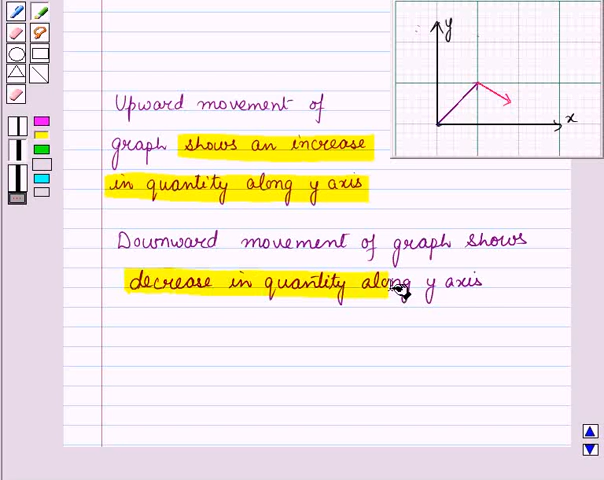 y
x
Upward movement of
graph shows an increase
in quantity along y axis
Downward movement of graph shows
decrease in quantity along y axis